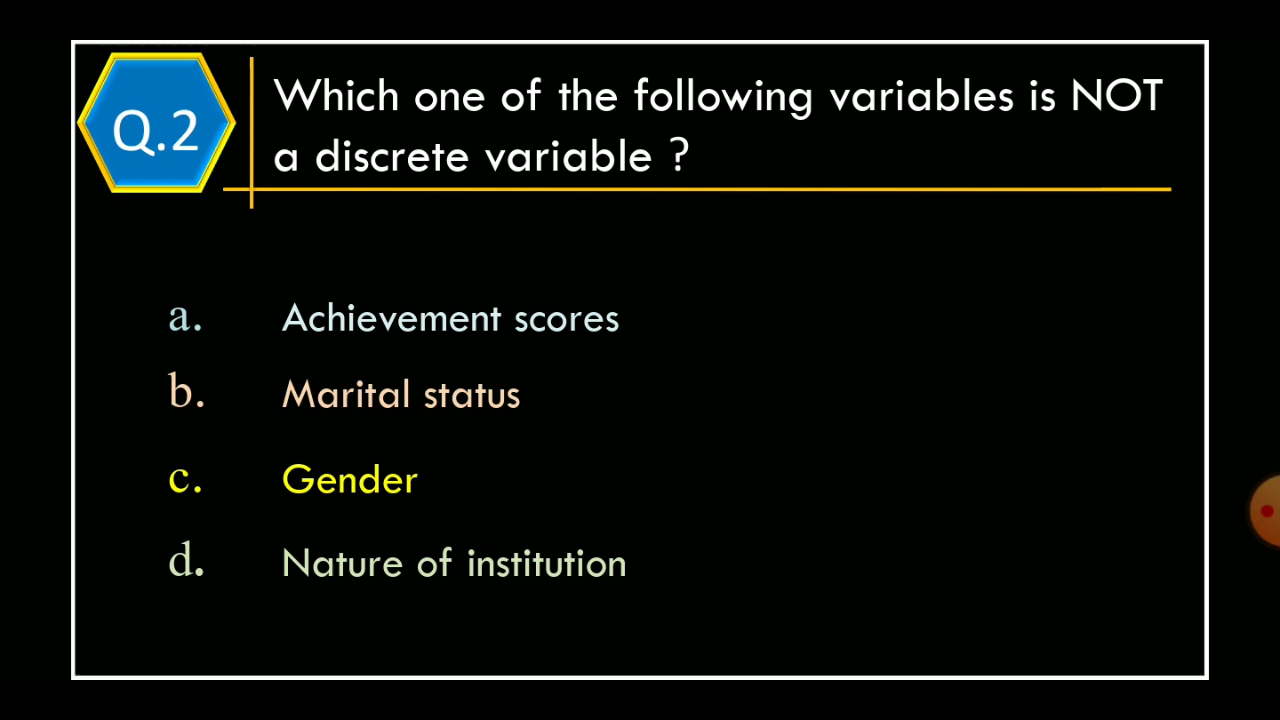 Q.2
Which one of the following variables is NOT
a discrete variable ?
a. Achievement scores
b. Marital status
c. Gender
d. Nature of institution